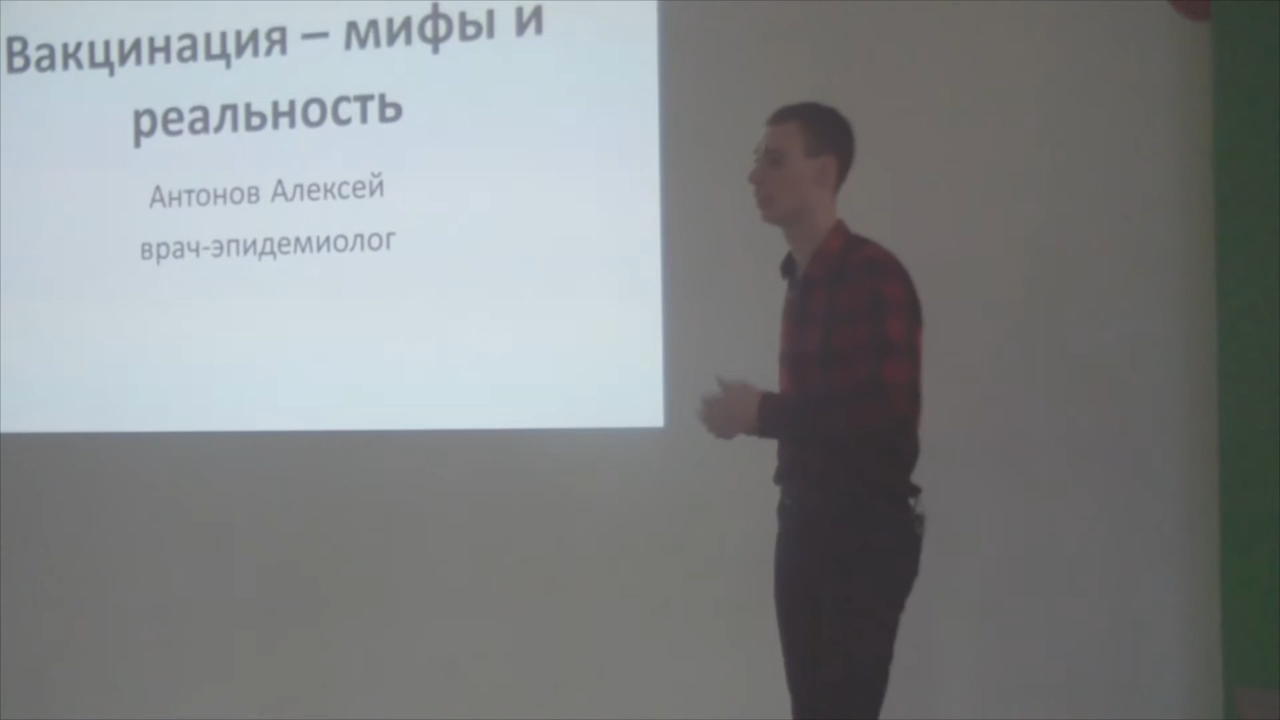 Вакцинация – мифы и
реальность
Антонов Алексей
врач-эпидемиолог